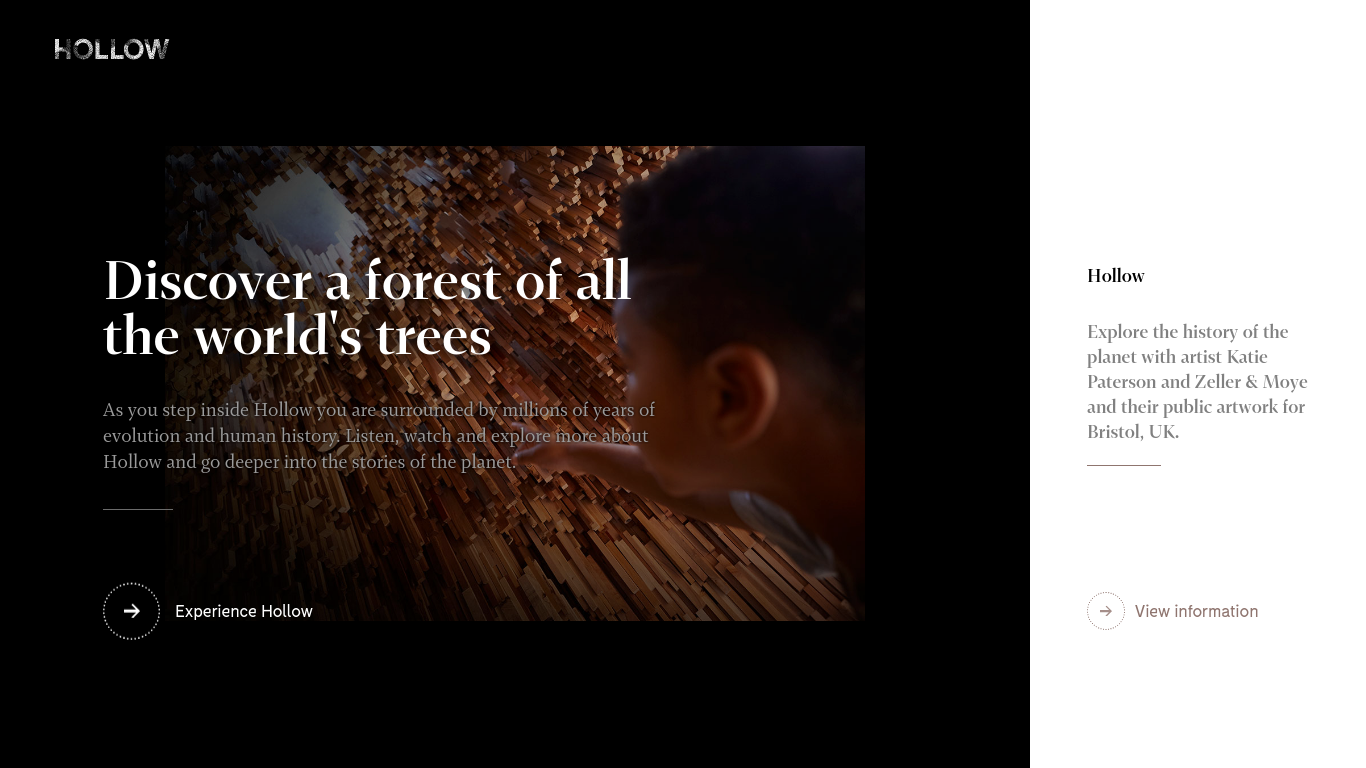 HOLLOW
Discover a forest of all
the world's trees
As you step inside Hollow you are surrounded by millions of years of
evolution and human history. Listen, watch and explore more about
Hollow and go deeper into the stories of the planet.
Experience Hollow
Hollow
Explore the history of the
planet with artist Katie
Paterson and Zeller & Moye
and their public artwork for
Bristol, UK.
View information